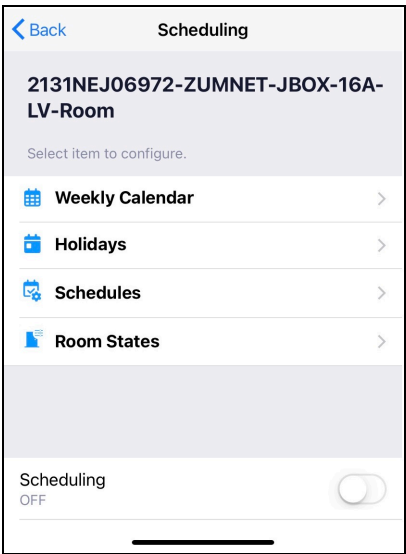 Back
Scheduling
2131NEJ06972-ZUMNET-JBOX-16A-
LV-Room
Select item to configure.
Weekly Calendar
Holidays
Schedules
Room States
Scheduling
OFF